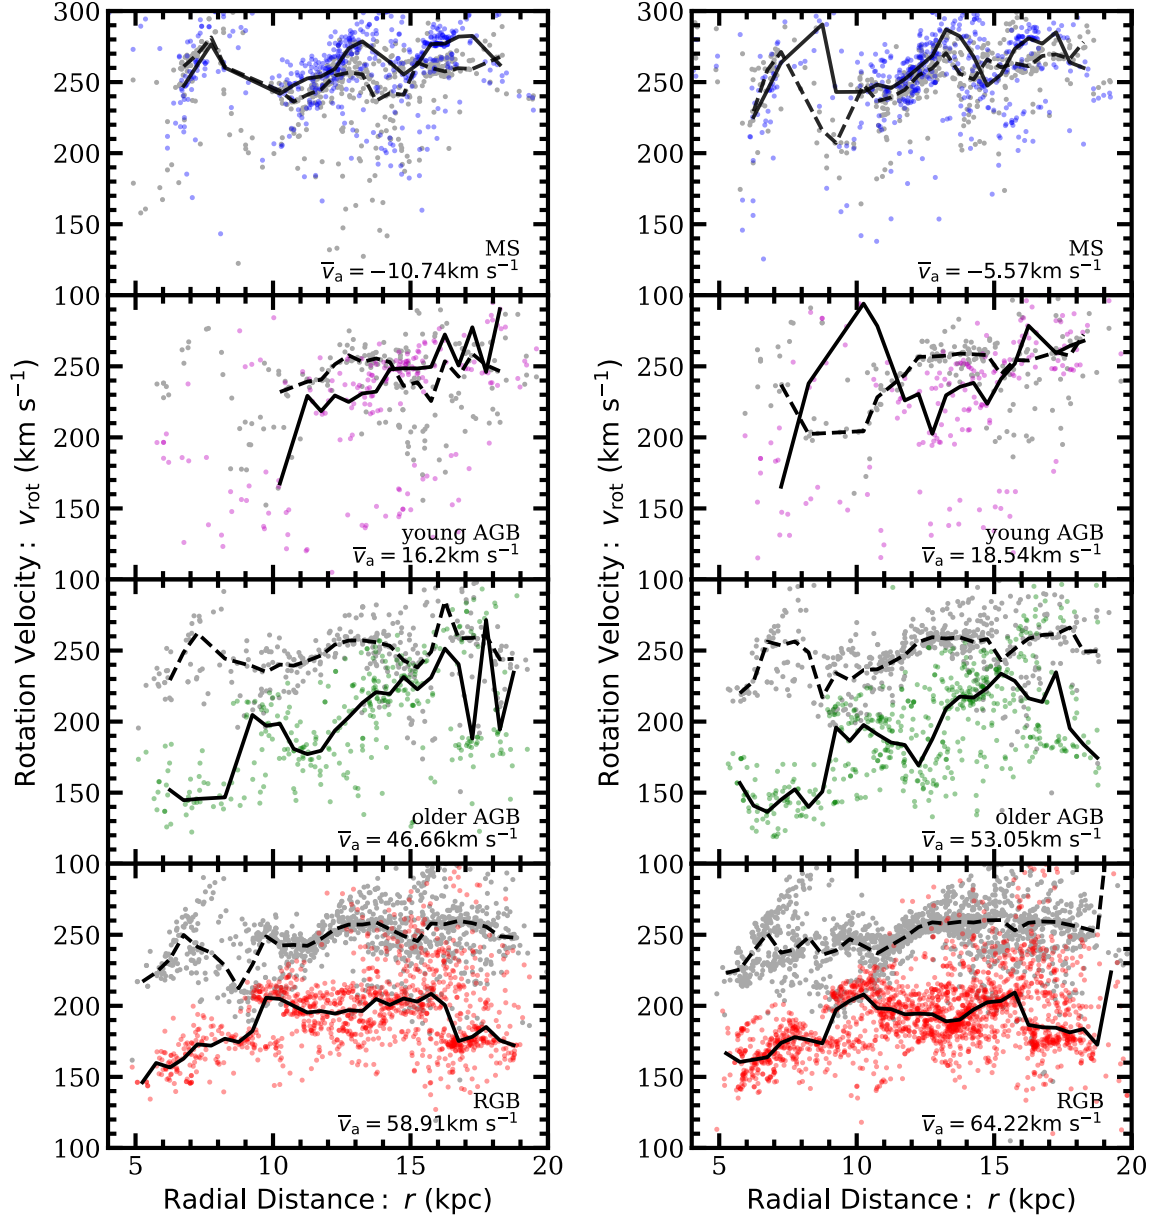 300
250
200
150
100
MS
v̅a = −10.74km s−1
300
250
200
150
100
MS
v̅a = −5.57km s−1
250
200
150
100
young AGB
v̅a = 16.2km s−1
250
200
150
100
young AGB
v̅a = 18.54km s−1
250
200
150
100
older AGB
v̅a = 46.66km s−1
250
200
150
100
older AGB
v̅a = 53.05km s−1
250
200
150
100
RGB
v̅a = 58.91km s−1
250
200
150
100
RGB
v̅a = 64.22km s−1
Rotation Velocity: vrot (km s−1)
Rotation Velocity: vrot (km s−1)
5 10 15 20
5 10 15 20
Radial Distance: r (kpc)
Radial Distance: r (kpc)